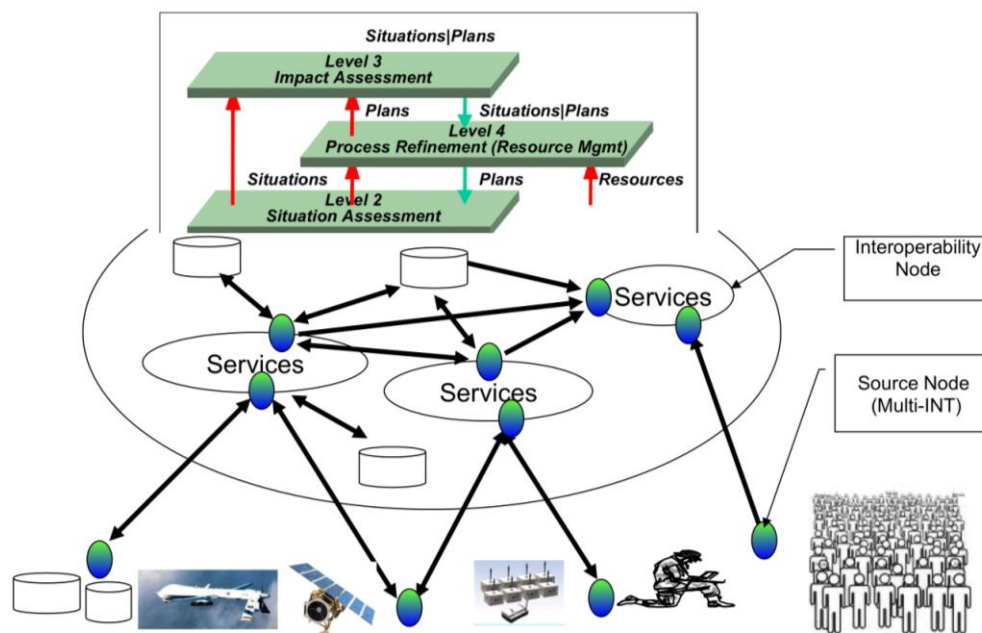 Situations|Plans
Level 3
Impact Assessment
Plans
Situations|Plans
Level 4
Process Refinement (Resource Mgmt)
Situations
Plans
Resources
Level 2
Situation Assessment
Interoperability
Node
Services
Services
Services
Source Node
(Multi-INT)